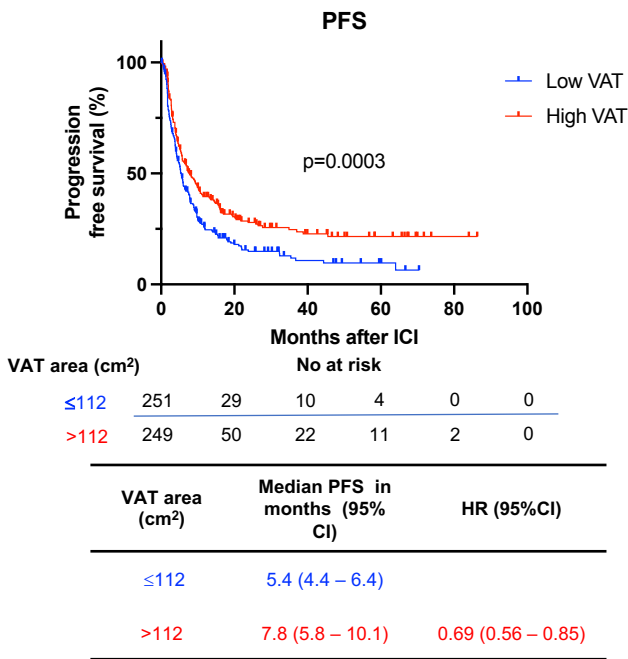 PFS
Progression
free survival (%)
100
50
0
0 20 40 60 80 100
Months after ICI
p=0.0003
Low VAT
High VAT
VAT area (cm²) No at risk
≤112 251 29 10 4 0 0
>112 249 50 22 11 2 0
VAT area
(cm²)
Median PFS in
months (95%
CI)
HR (95%CI)
≤112 5.4 (4.4 – 6.4)
>112 7.8 (5.8 – 10.1) 0.69 (0.56 – 0.85)